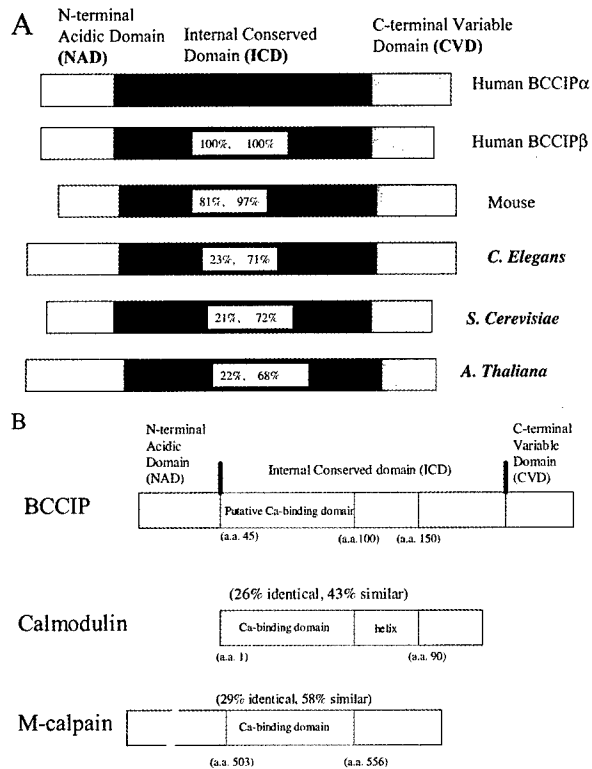 A
N-terminal
Acidic Domain
(NAD)
Internal Conserved
Domain (ICD)
C-terminal Variable
Domain (CVD)
Human BCCIPα
100%, 100%
Human BCCIPβ
81%, 97%
Mouse
23%, 71%
C. Elegans
21%, 72%
S. Cerevisiae
22%, 68%
A. Thaliana
B
N-terminal
Acidic
Domain
(NAD)
Internal Conserved domain (ICD)
C-terminal
Variable
Domain
(CVD)
BCCIP
Putative Ca-binding domain
(a.a. 45)
(a.a.100)
(a.a. 150)
(26% identical, 43% similar)
Calmodulin
Ca-binding domain
helix
(a.a. 1)
(a.a. 90)
(29% identical, 58% similar)
M-calpain
Ca-binding domain
(a.a. 503)
(a.a. 556)